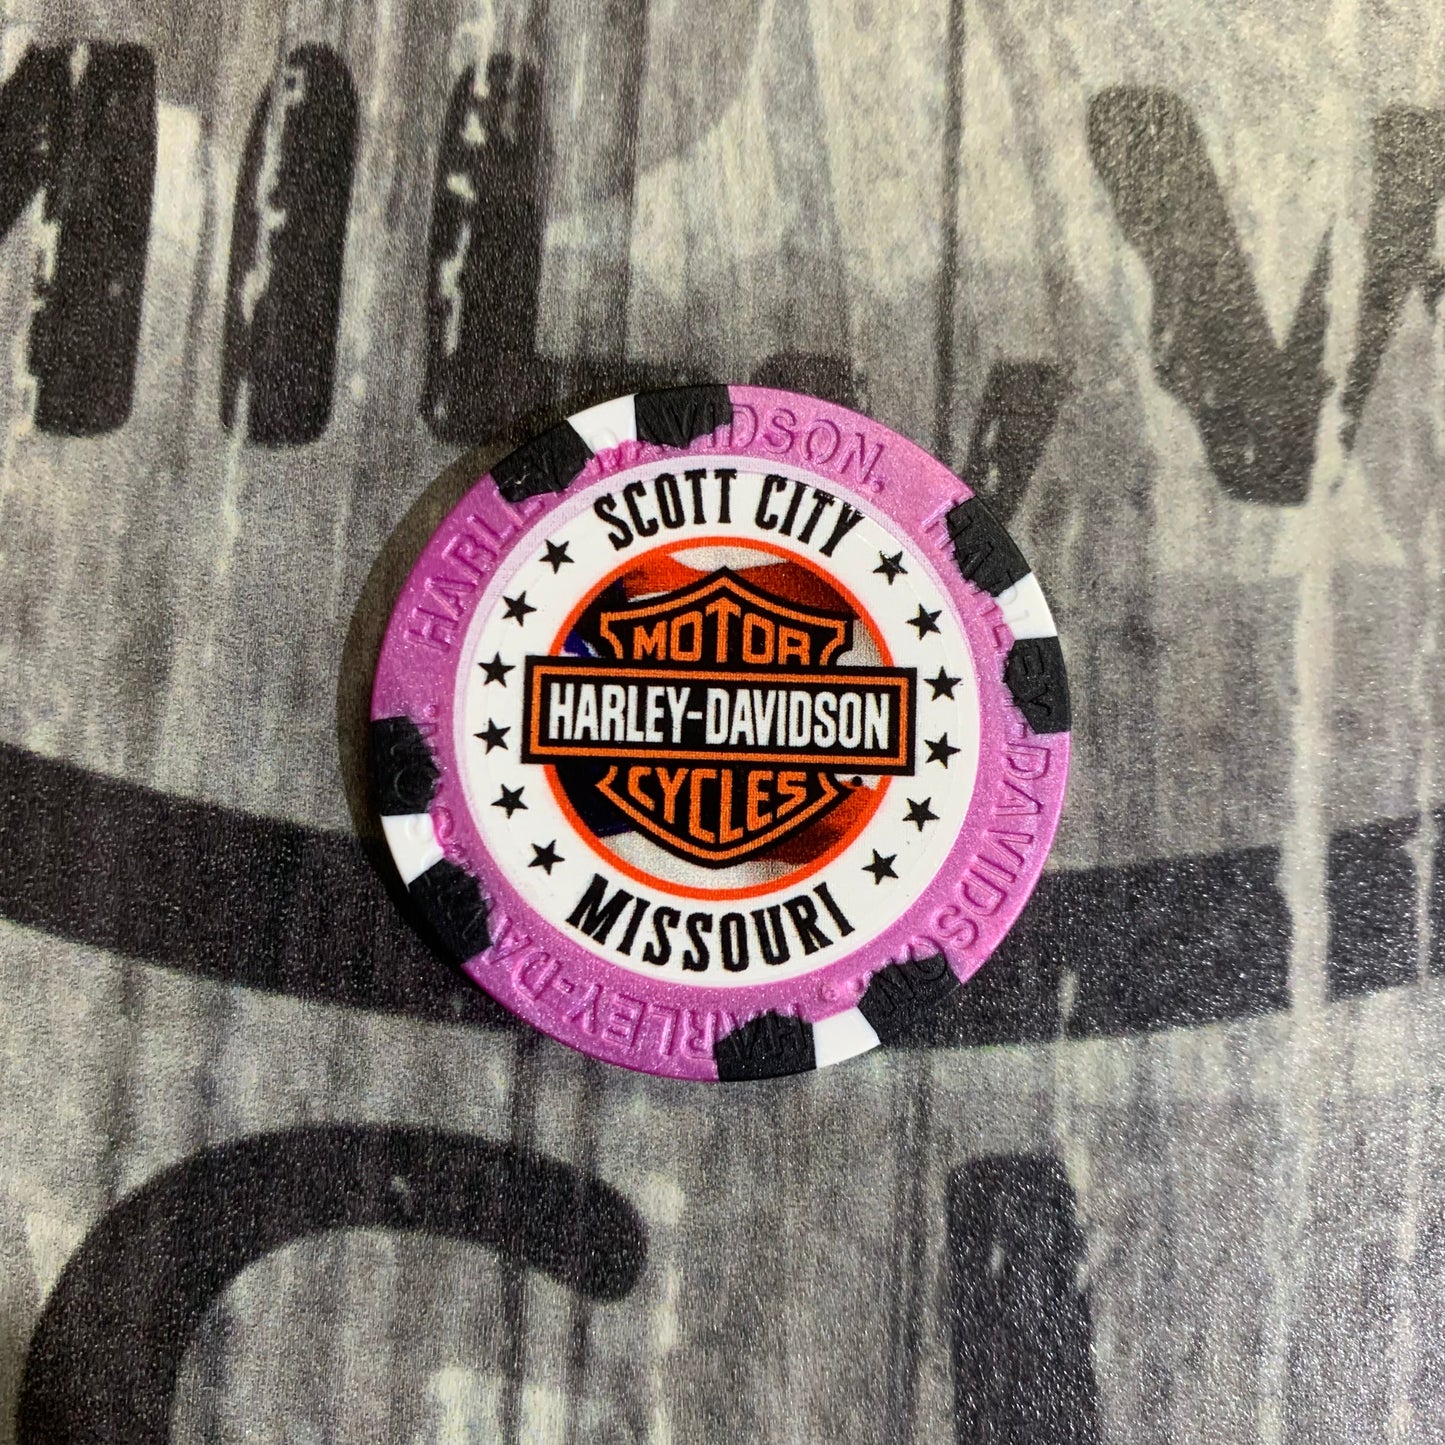 SCOTT CITY
MOTOR
HARLEY-DAVIDSON
CYCLES
MISSOURI
HARLEY-DAVIDSON,
HARLEY-DAVIDSON,
HARLEY-DAVIDSON,